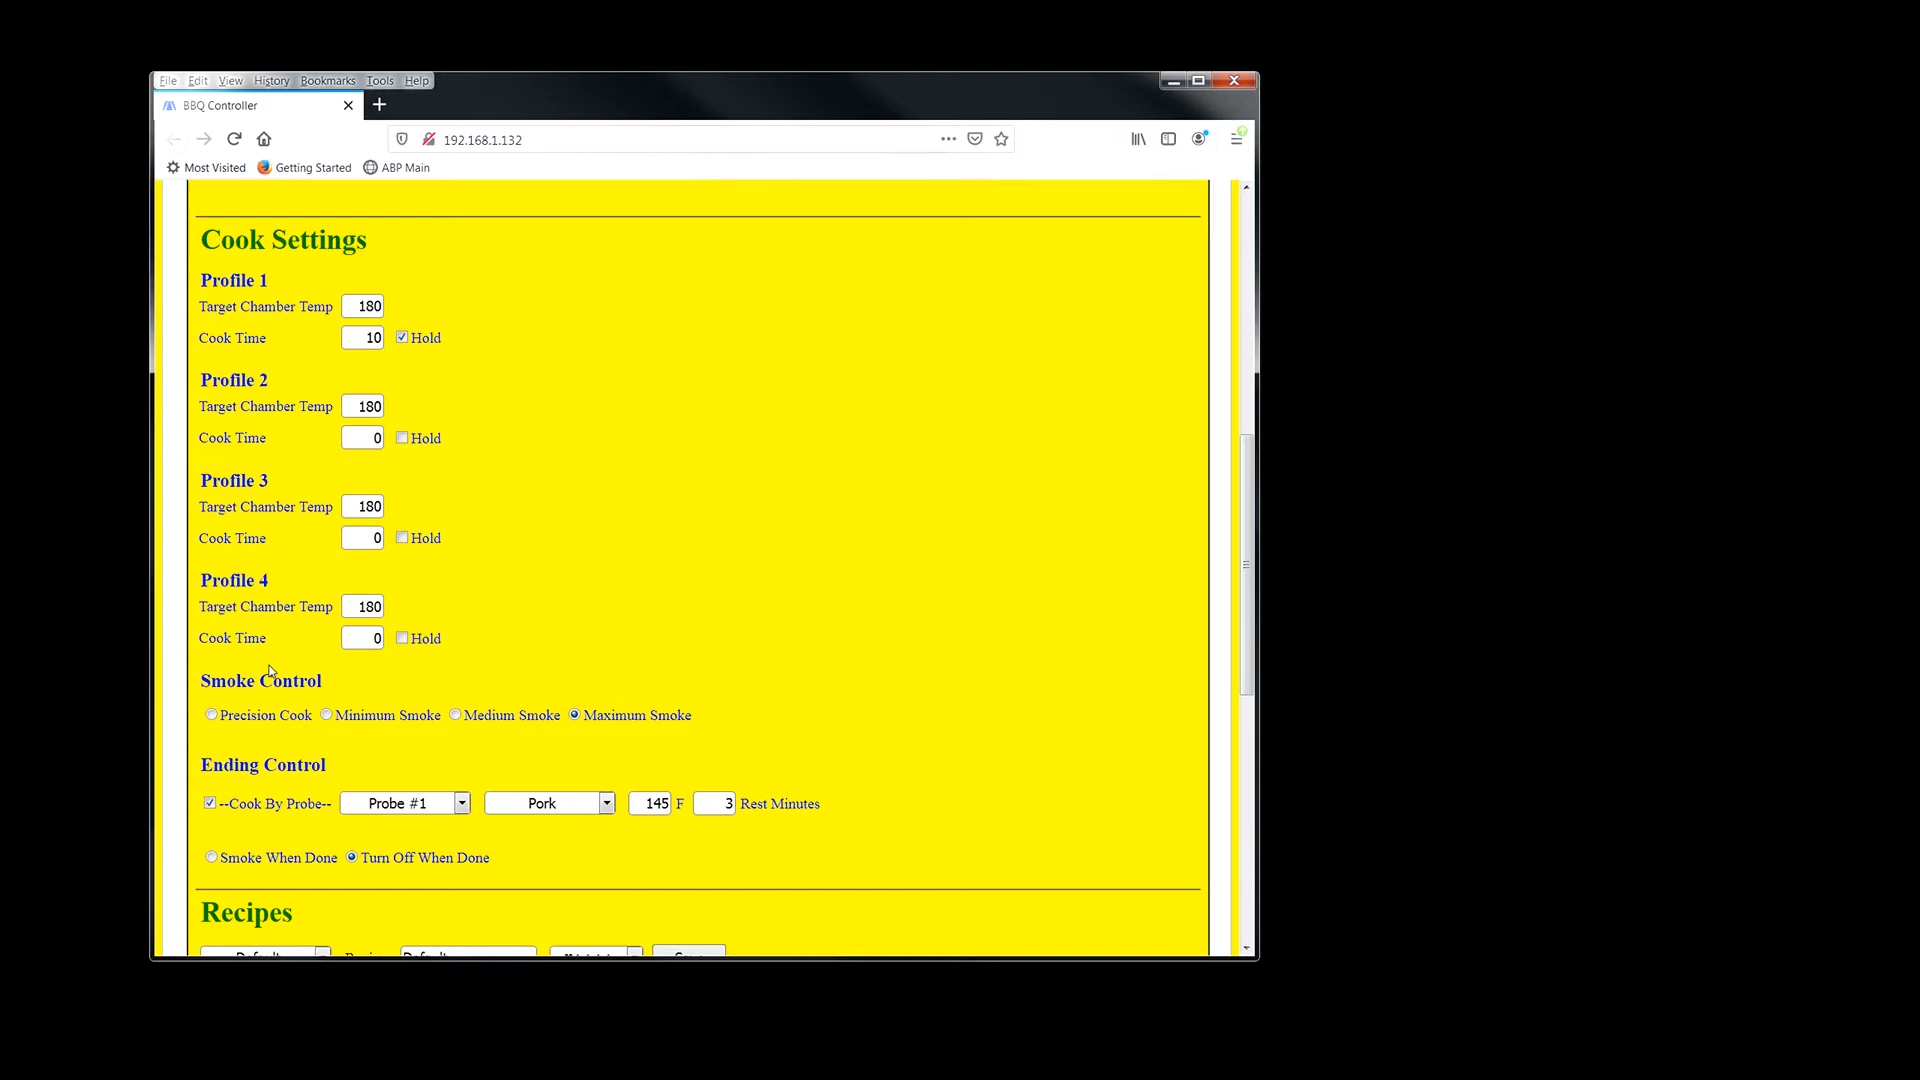 File Edit View History Bookmarks Tools Help
BBQ Controller
192.168.1.132
Most Visited Getting Started ABP Main
Cook Settings
Profile 1
Target Chamber Temp 180
Cook Time 10 Hold
Profile 2
Target Chamber Temp 180
Cook Time 0 Hold
Profile 3
Target Chamber Temp 180
Cook Time 0 Hold
Profile 4
Target Chamber Temp 180
Cook Time 0 Hold
Smoke Control
Precision Cook Minimum Smoke Medium Smoke Maximum Smoke
Ending Control
--Cook By Probe-- Probe #1 Pork 145 F 3 Rest Minutes
Smoke When Done Turn Off When Done
Recipes
Default Default